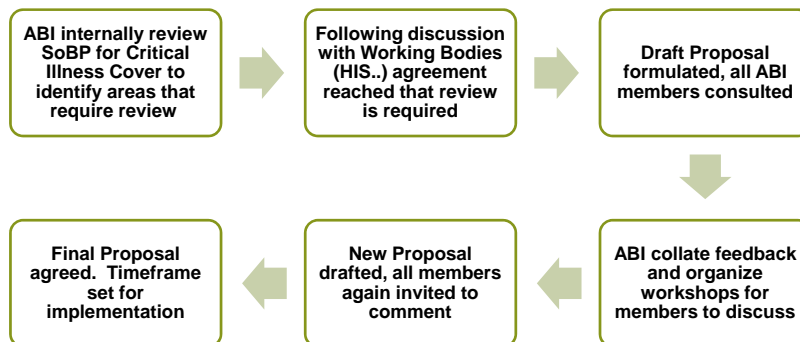 ABI internally review
SoBP for Critical
Illness Cover to
identify areas that
require review
Following discussion
with Working Bodies
(HIS..) agreement
reached that review
is required
Draft Proposal
formulated, all ABI
members consulted
ABI collate feedback
and organize
workshops for
members to discuss
New Proposal
drafted, all members
again invited to
comment
Final Proposal
agreed.  Timeframe
set for
implementation